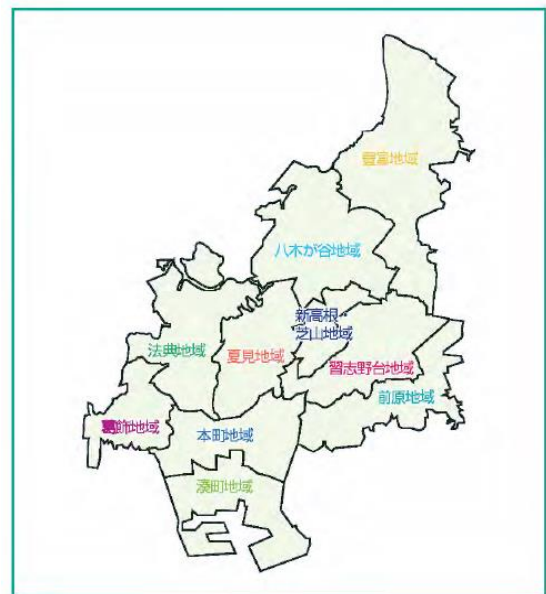 豊富地域
八木が谷地域
新高根
芝山地域
法典地域
夏見地域
習志野台地域
前原地域
葛飾地域
本町地域
湊町地域